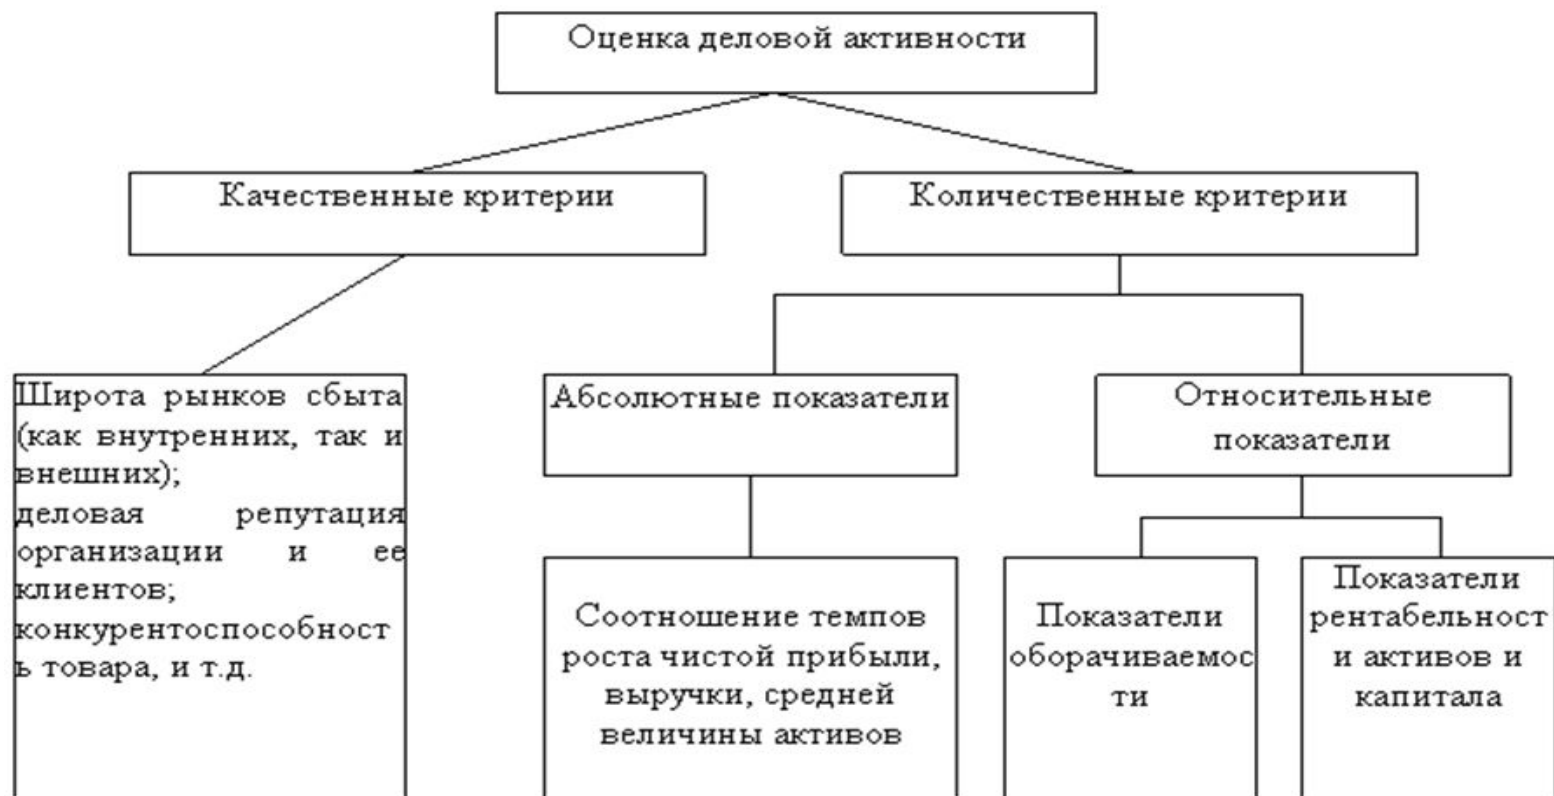 Оценка деловой активности
Качественные критерии
Количественные критерии
Широта рынков сбыта
(как внутренних, так и
внешних);
деловая репутация
организации и ее
клиентов;
конкурентоспособност
ь товара, и т.д.
Абсолютные показатели
Относительные
показатели
Соотношение темпов
роста чистой прибыли,
выручки, средней
величины активов
Показатели
оборачиваемос
ти
Показатели
рентабельност
и активов и
капитала